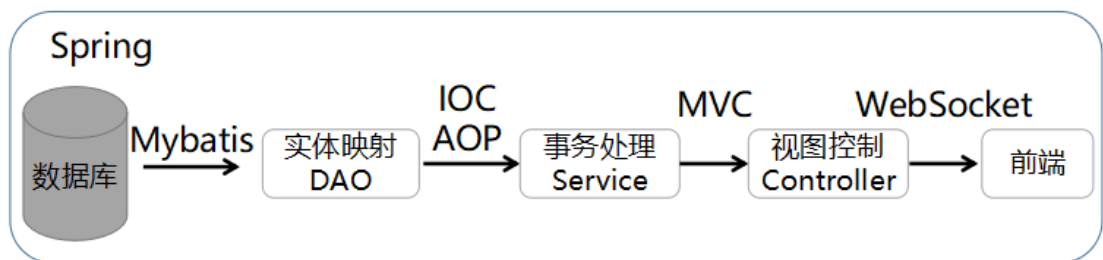 Spring
数据库
Mybatis
实体映射
DAO
IOC
AOP
事务处理
Service
MVC
视图控制
Controller
WebSocket
前端